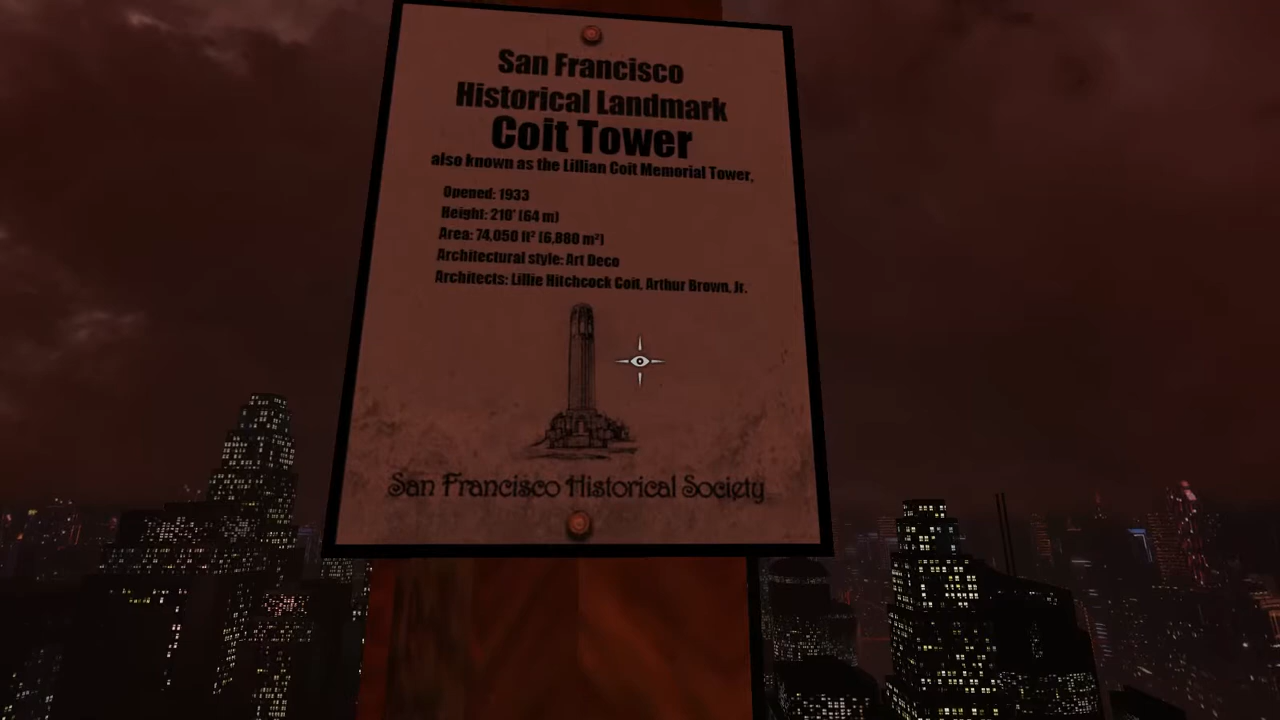 San Francisco
Historical Landmark
Coit Tower
also known as the Lillian Coit Memorial Tower,
Opened: 1933
Height: 210' (64 m)
Area: 74,050 ft² (6,880 m²)
Architectural style: Art Deco
Architects: Lillie Hitchcock Coit, Arthur Brown, Jr.
San Francisco Historical Society